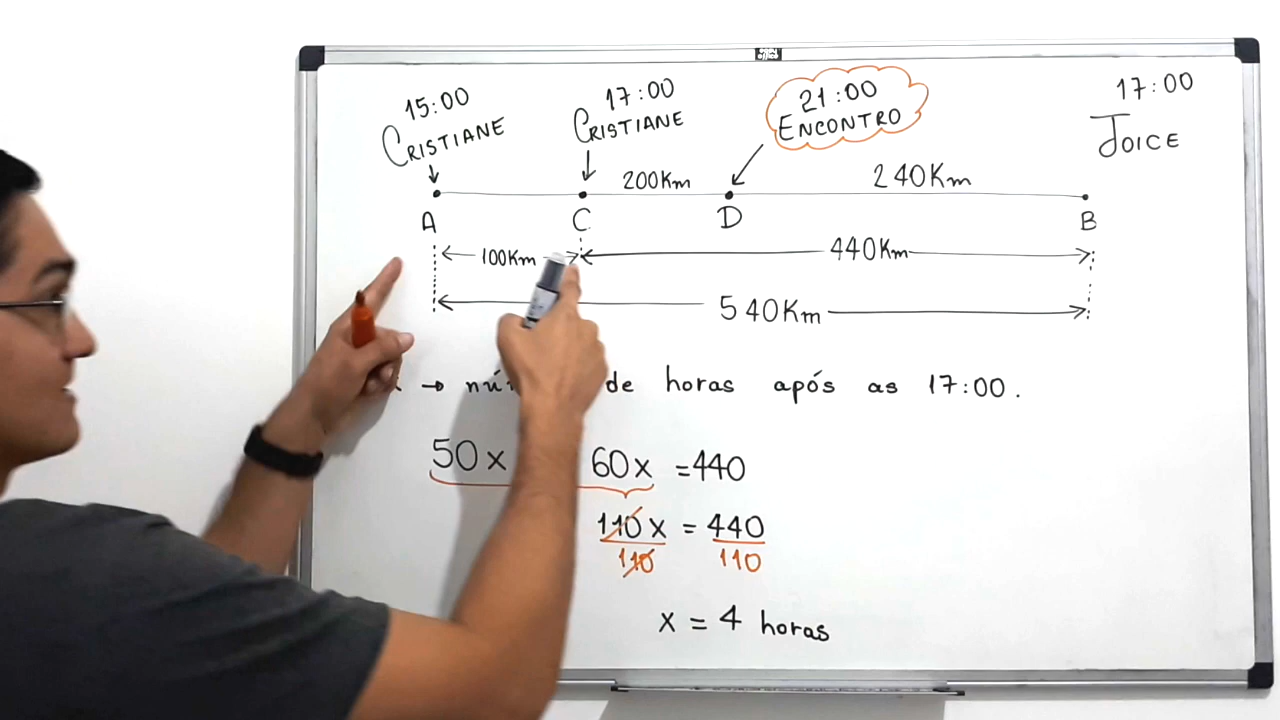 15:00
CRISTIANE
17:00
CRISTIANE
21:00
ENCONTRO
17:00
JOICE
200Km
240Km
A
C
D
B
100Km
440Km
540Km
→ de horas após as 17:00.
50x 60x = 440
110x = 440
110 110
x = 4 horas